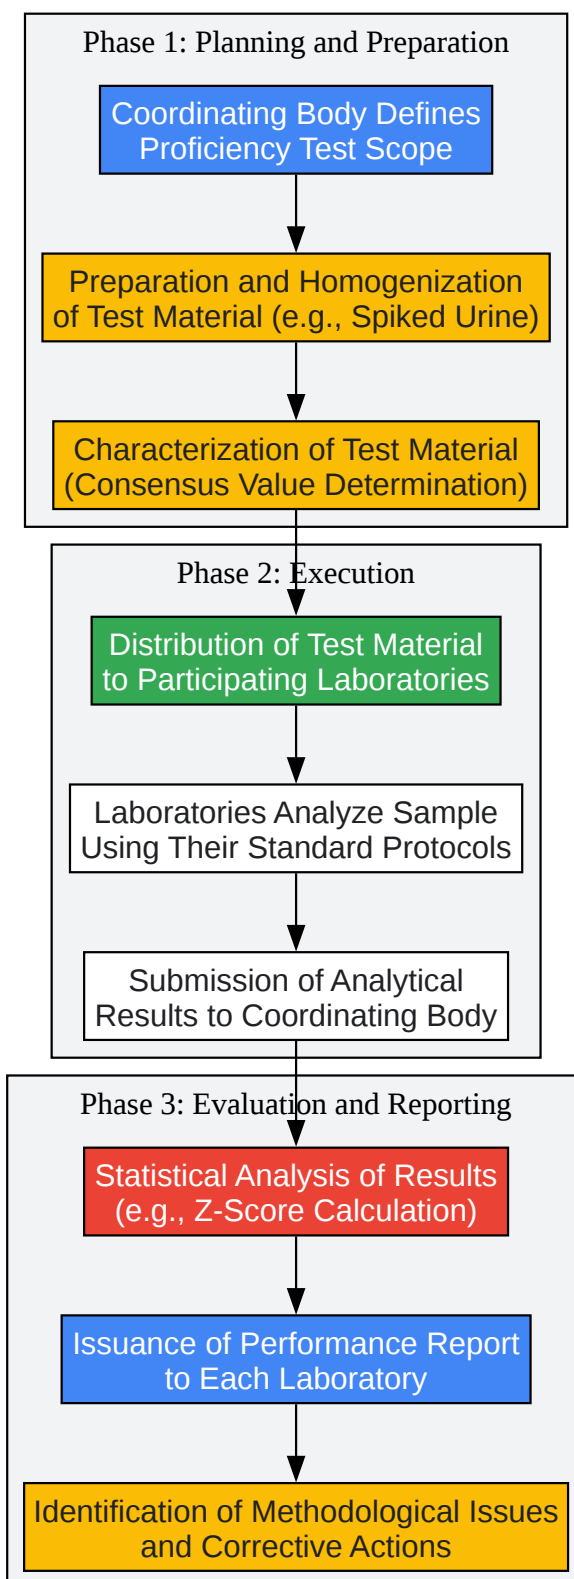 Phase 1: Planning and Preparation
Coordinating Body Defines
Proficiency Test Scope
Preparation and Homogenization
of Test Material (e.g., Spiked Urine)
Characterization of Test Material
(Consensus Value Determination)
Phase 2: Execution
Distribution of Test Material
to Participating Laboratories
Laboratories Analyze Sample
Using Their Standard Protocols
Submission of Analytical
Results to Coordinating Body
Phase 3: Evaluation and Reporting
Statistical Analysis of Results
(e.g., Z-Score Calculation)
Issuance of Performance Report
to Each Laboratory
Identification of Methodological Issues
and Corrective Actions